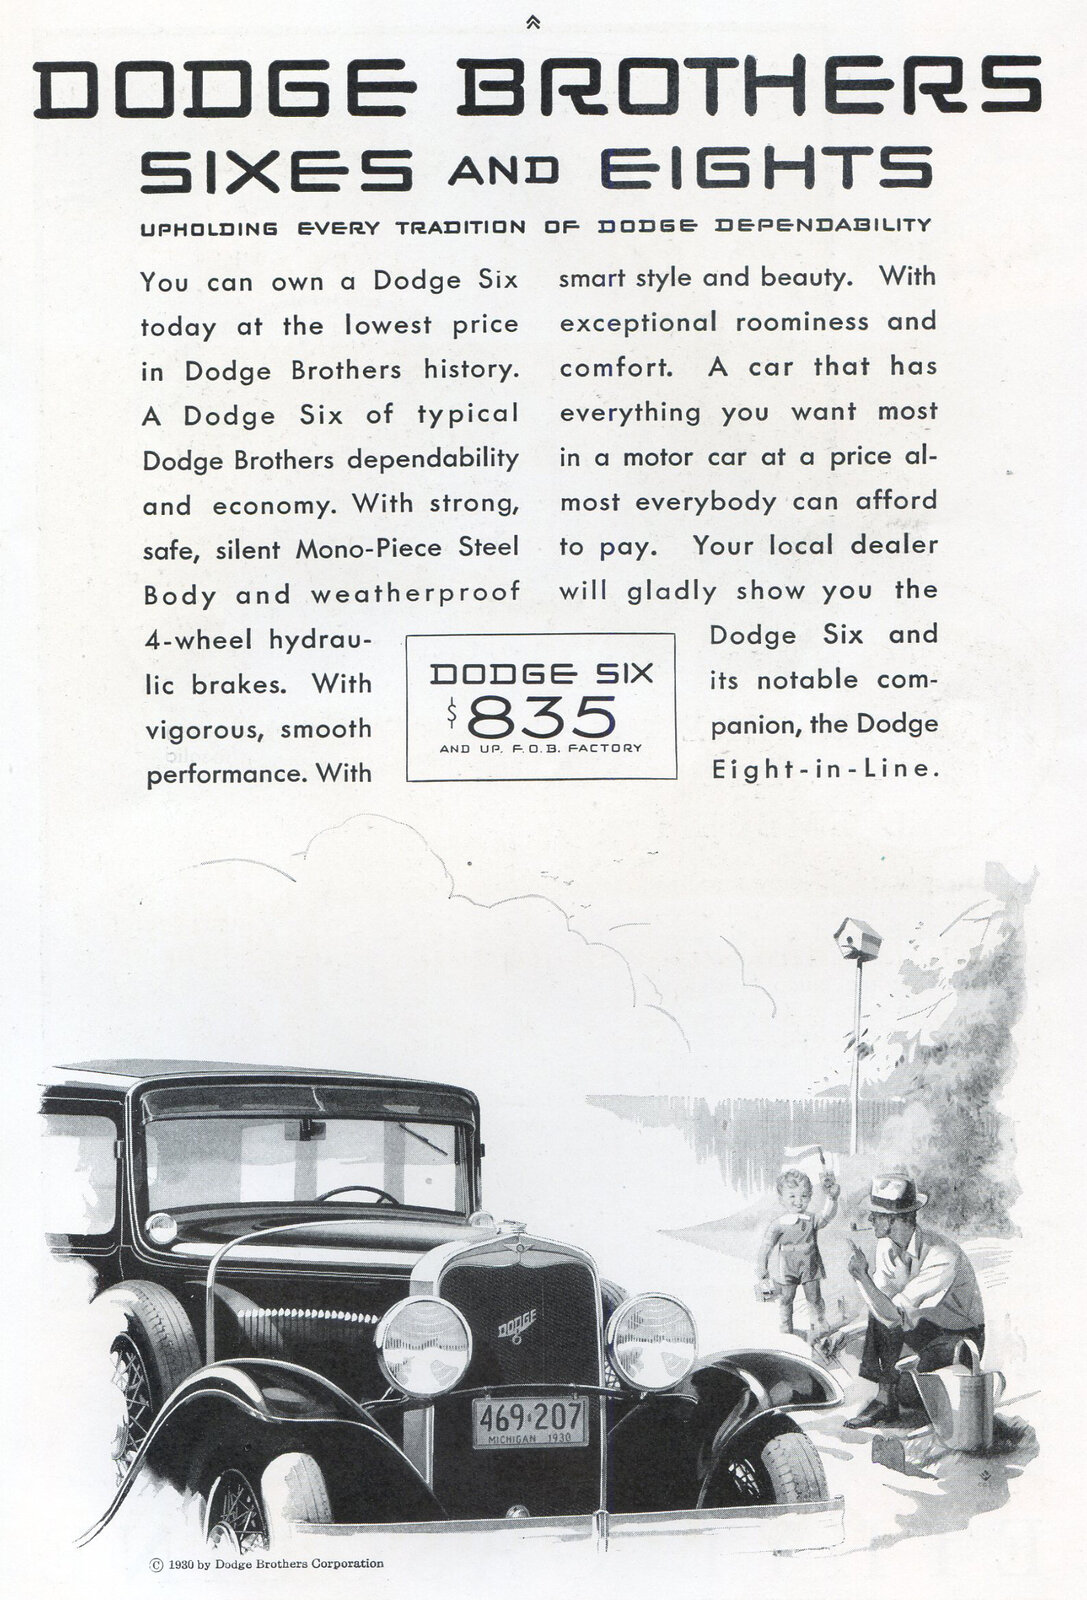 DODGE BROTHERS
SIXES AND EIGHTS
UPHOLDING EVERY TRADITION OF DODGE DEPENDABILITY
You can own a Dodge Six
today at the lowest price
in Dodge Brothers history.
A Dodge Six of typical
Dodge Brothers dependability
and economy. With strong,
safe, silent Mono-Piece Steel
Body and weatherproof
4-wheel hydrau-
lic brakes. With
vigorous, smooth
performance. With
smart style and beauty. With
exceptional roominess and
comfort. A car that has
everything you want most
in a motor car at a price al-
most everybody can afford
to pay. Your local dealer
will gladly show you the
Dodge Six and
its notable com-
panion, the Dodge
Eight-in-Line.
DODGE SIX
$835
AND UP, F.O.B. FACTORY
DODGE
469·207
MICHIGAN 1930
© 1930 by Dodge Brothers Corporation